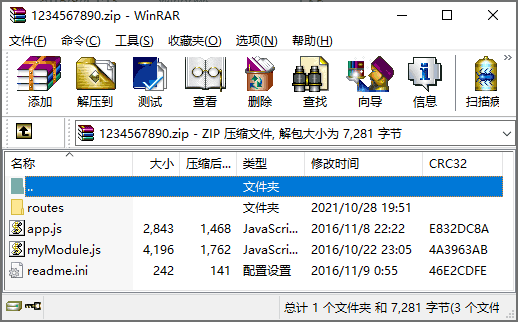 1234567890.zip - WinRAR
文件(F) 命令(C) 工具(S) 收藏夹(O) 选项(N) 帮助(H)
添加 解压到 测试 查看 删除 查找 向导 信息 扫描病
1234567890.zip - ZIP 压缩文件, 解包大小为 7,281 字节
名称 大小 压缩后... 类型 修改时间 CRC32
.. 文件夹
routes 文件夹 2021/10/28 19:51
app.js 2,843 1,468 JavaScri... 2016/11/8 22:22 E832DC8A
myModule.js 4,196 1,762 JavaScri... 2016/10/22 23:05 4A3963AB
readme.ini 242 141 配置设置 2016/11/9 0:55 46E2CDFE
总计 1 个文件夹 和 7,281 字节(3 个文件